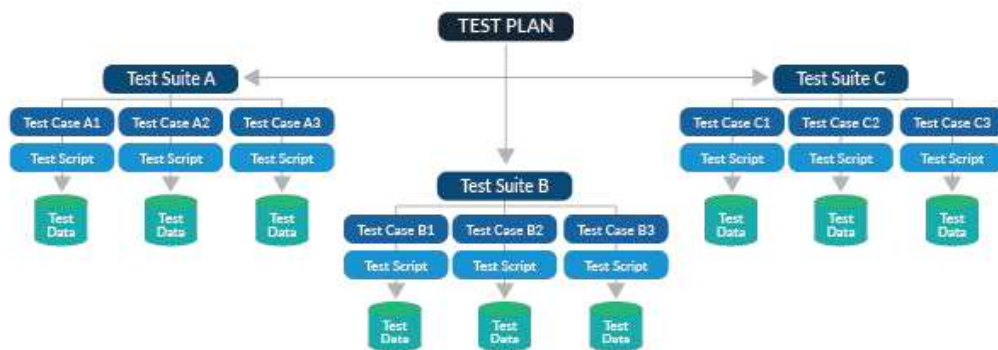 TEST PLAN
Test Suite A
Test Suite C
Test Case A1
Test Case A2
Test Case A3
Test Case C1
Test Case C2
Test Case C3
Test Script
Test Script
Test Script
Test Script
Test Script
Test Script
Test
Data
Test
Data
Test
Data
Test
Data
Test
Data
Test
Data
Test Suite B
Test Case B1
Test Case B2
Test Case B3
Test Script
Test Script
Test Script
Test
Data
Test
Data
Test
Data